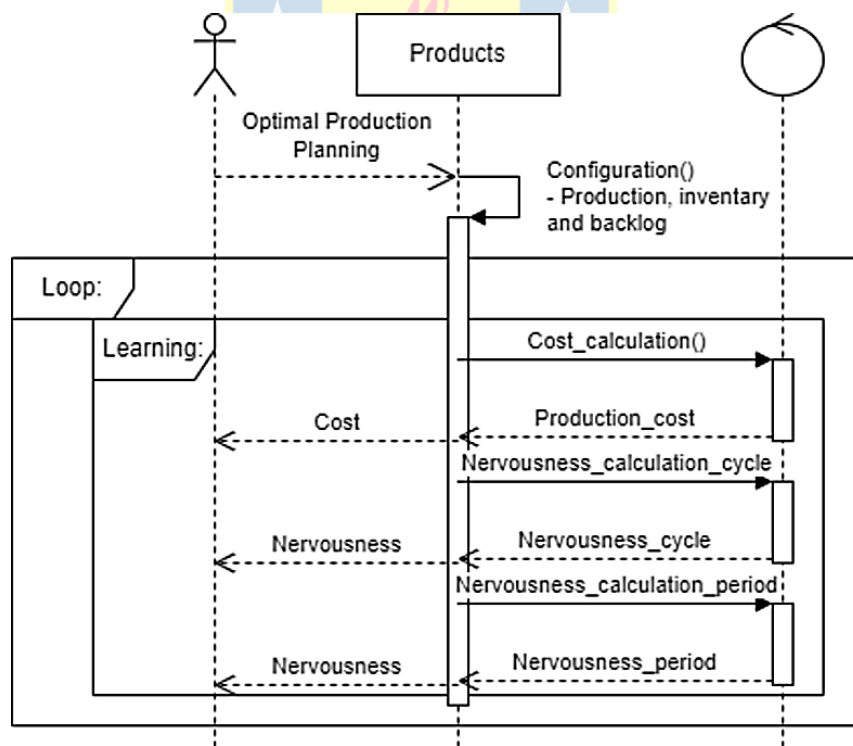 Products
Optimal Production
Planning
Configuration()
- Production, inventary
and backlog
Loop:
Learning:
Cost_calculation()
Production_cost
Cost
Nervousness_calculation_cycle
Nervousness_cycle
Nervousness
Nervousness_calculation_period
Nervousness_period
Nervousness